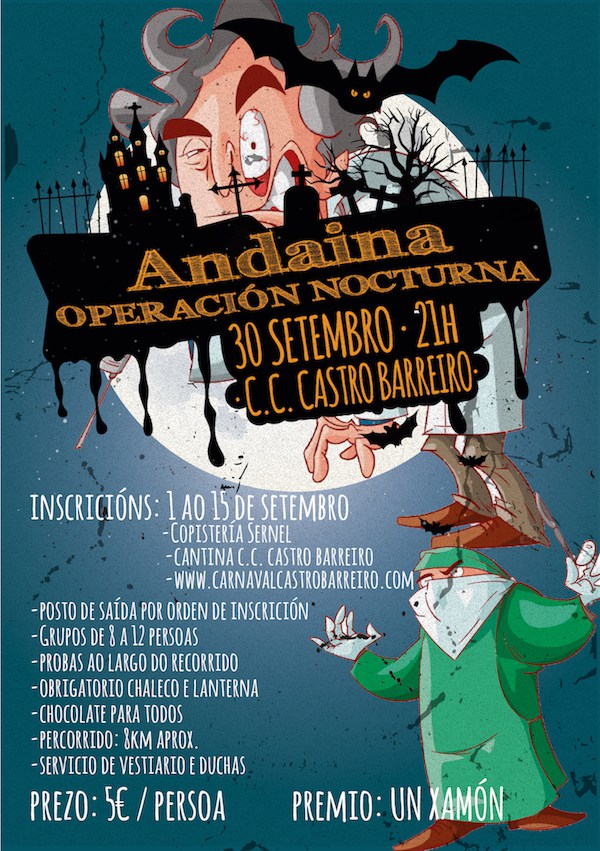 Andaina
OPERACIÓN NOCTURNA
30 SETEMBRO · 21H
·C.C. CASTRO BARREIRO·
INSCRICIÓNS: 1 AO 15 DE SETEMBRO
-COPISTERÍA SERNEL
-CANTINA C.C. CASTRO BARREIRO
-WWW.CARNAVALCASTROBARREIRO.COM
-POSTO DE SAÍDA POR ORDEN DE INSCRICIÓN
-GRUPOS DE 8 A 12 PERSOAS
-PROBAS AO LARGO DO RECORRIDO
-OBRIGATORIO CHALECO E LANTERNA
-CHOCOLATE PARA TODOS
-PERCORRIDO: 8KM APROX.
-SERVICIO DE VESTIARIO E DUCHAS
PREZO: 5€ / PERSOA PREMIO: UN XAMÓN